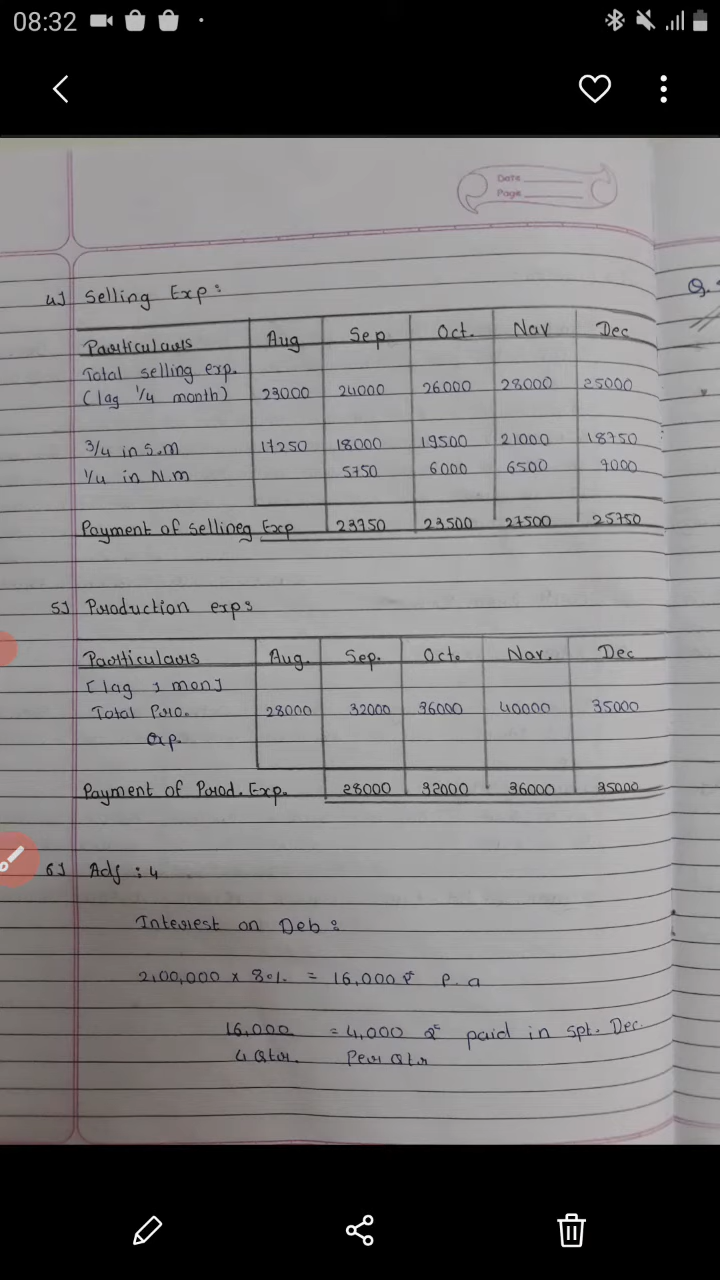 08:32
Date
Page
4] Selling Exp:
Particulars Aug Sep Oct. Nov Dec
Total selling exp.
(lag 1/4 month) 23000 24000 26000 28000 25000
3/4 in S.m 17250 18000 19500 21000 18750
1/4 in N.m 5750 6000 6500 7000
Payment of sellineg Exp 23750 23500 27500 25750
5] Production exp:
Particulars Aug. Sep. Oct. Nov. Dec
[lag 1 mon]
Total Pro. 28000 32000 36000 40000 35000
exp.
Payment of Prod. Exp. 28000 32000 36000 35000
6] Adj : 4
Interest on Deb :
2,00,000 x 8% = 16,000 ₹ p.a
16,000 = 4,000 ₹ paid in spt. Dec.
4 Qtr. Per Qtr
Q.